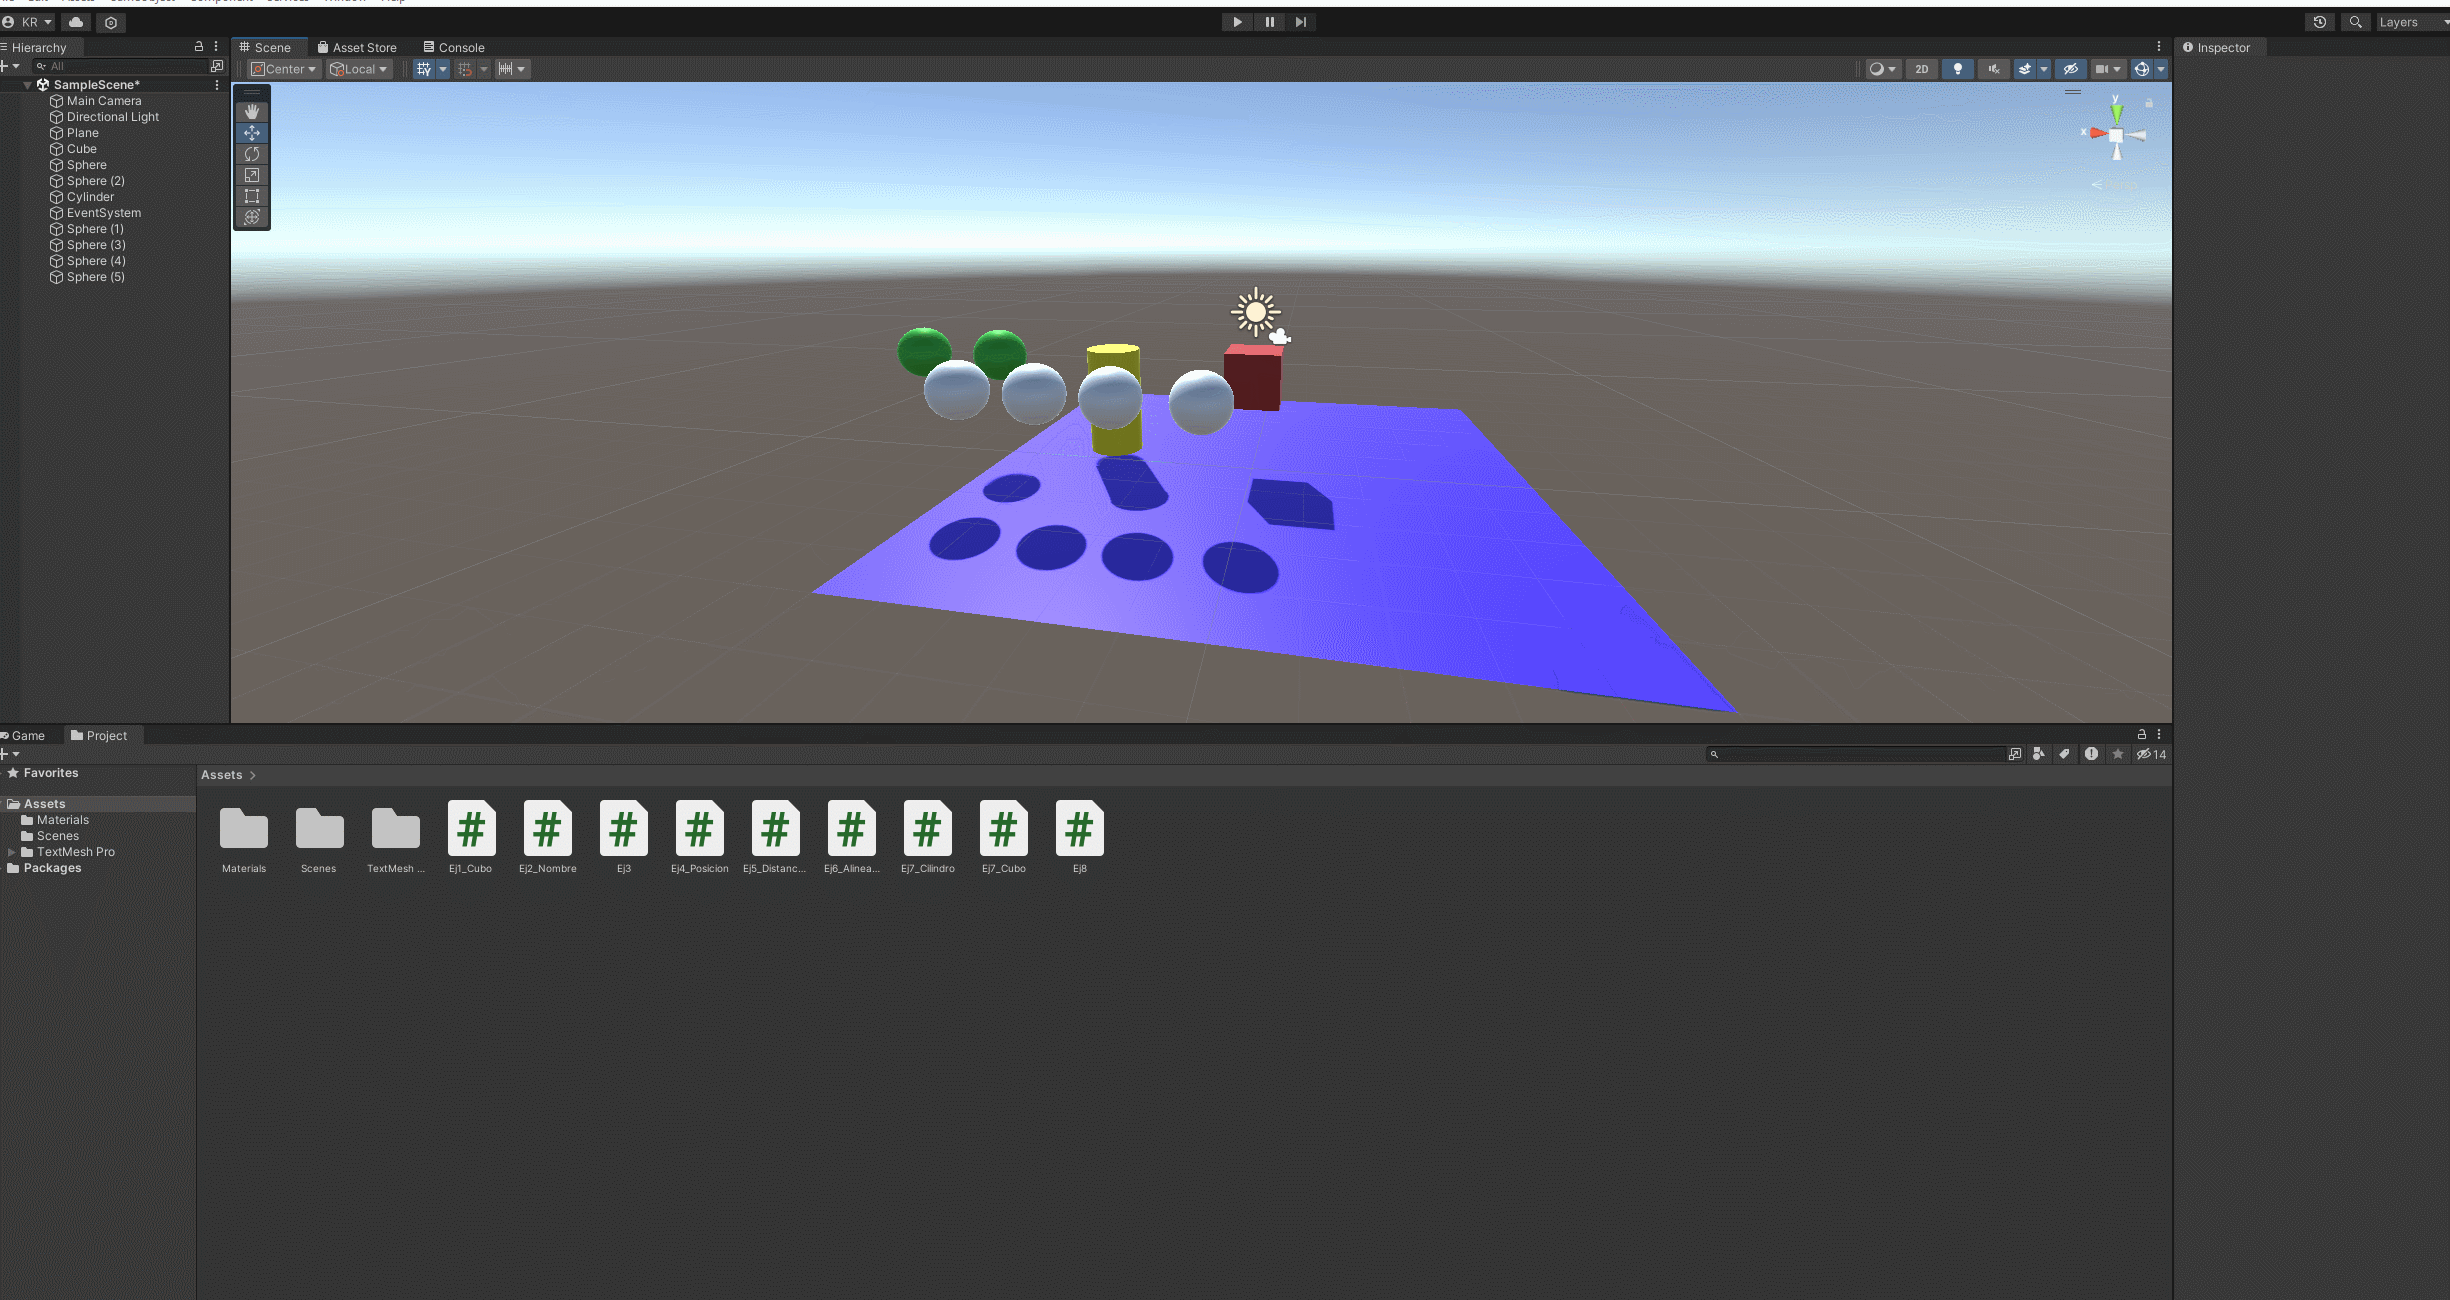 KR
Layers
Hierarchy
Scene
Asset Store
Console
Inspector
All
Center
Local
2D
SampleScene*
Main Camera
Directional Light
Plane
Cube
Sphere
Sphere (2)
Cylinder
EventSystem
Sphere (1)
Sphere (3)
Sphere (4)
Sphere (5)
y
x
Game
Project
14
Favorites
Assets
Assets
Materials
Scenes
TextMesh Pro
Packages
Materials
Scenes
TextMesh ...
Ej1_Cubo
Ej2_Nombre
Ej3
Ej4_Posicion
Ej5_Distanc...
Ej6_Alinea...
Ej7_Cilindro
Ej7_Cubo
Ej8